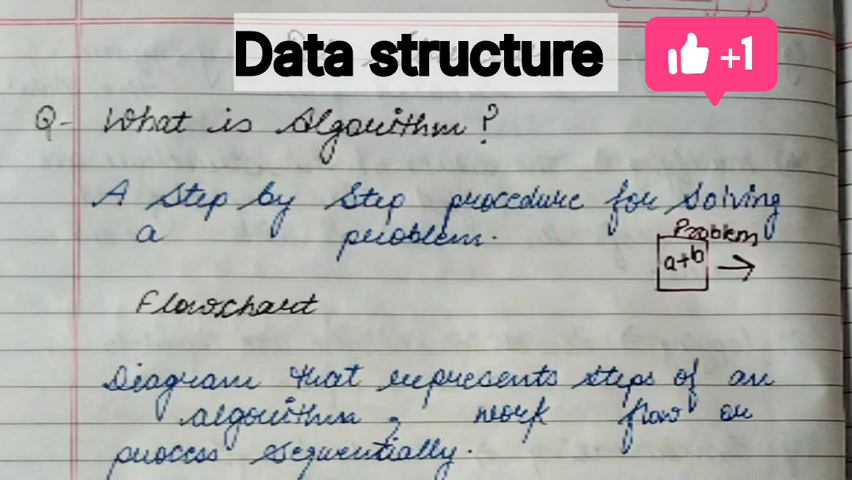 Data structure
+1
Q- What is Algorithm?
A Step by Step procedure for solving
a problem.
Problem
a+b
Flowchart
Diagram that represents steps of an
algorithm, work flow or
process sequentially.